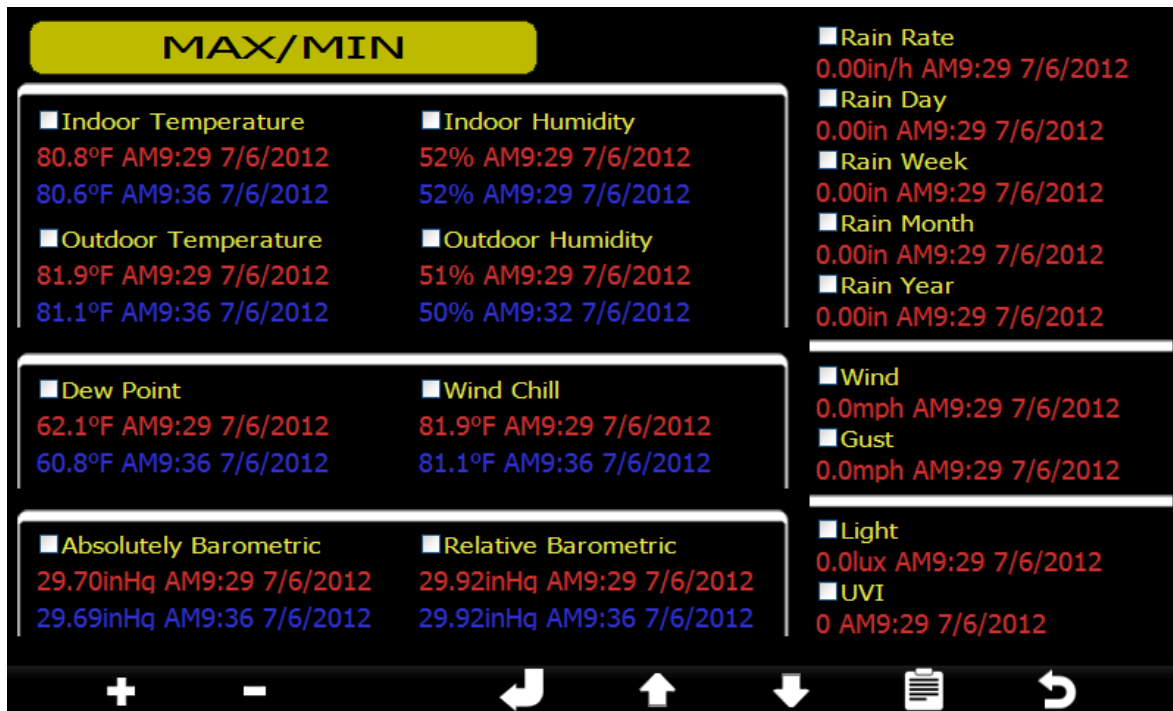 MAX/MIN
Indoor Temperature
80.8ºF AM9:29 7/6/2012
80.6ºF AM9:36 7/6/2012
Indoor Humidity
52% AM9:29 7/6/2012
52% AM9:29 7/6/2012
Outdoor Temperature
81.9ºF AM9:29 7/6/2012
81.1ºF AM9:36 7/6/2012
Outdoor Humidity
51% AM9:29 7/6/2012
50% AM9:32 7/6/2012
Dew Point
62.1ºF AM9:29 7/6/2012
60.8ºF AM9:36 7/6/2012
Wind Chill
81.9ºF AM9:29 7/6/2012
81.1ºF AM9:36 7/6/2012
Absolutely Barometric
29.70inHg AM9:29 7/6/2012
29.69inHg AM9:36 7/6/2012
Relative Barometric
29.92inHg AM9:29 7/6/2012
29.92inHg AM9:36 7/6/2012
Rain Rate
0.00in/h AM9:29 7/6/2012
Rain Day
0.00in AM9:29 7/6/2012
Rain Week
0.00in AM9:29 7/6/2012
Rain Month
0.00in AM9:29 7/6/2012
Rain Year
0.00in AM9:29 7/6/2012
Wind
0.0mph AM9:29 7/6/2012
Gust
0.0mph AM9:29 7/6/2012
Light
0.0lux AM9:29 7/6/2012
UVI
0 AM9:29 7/6/2012